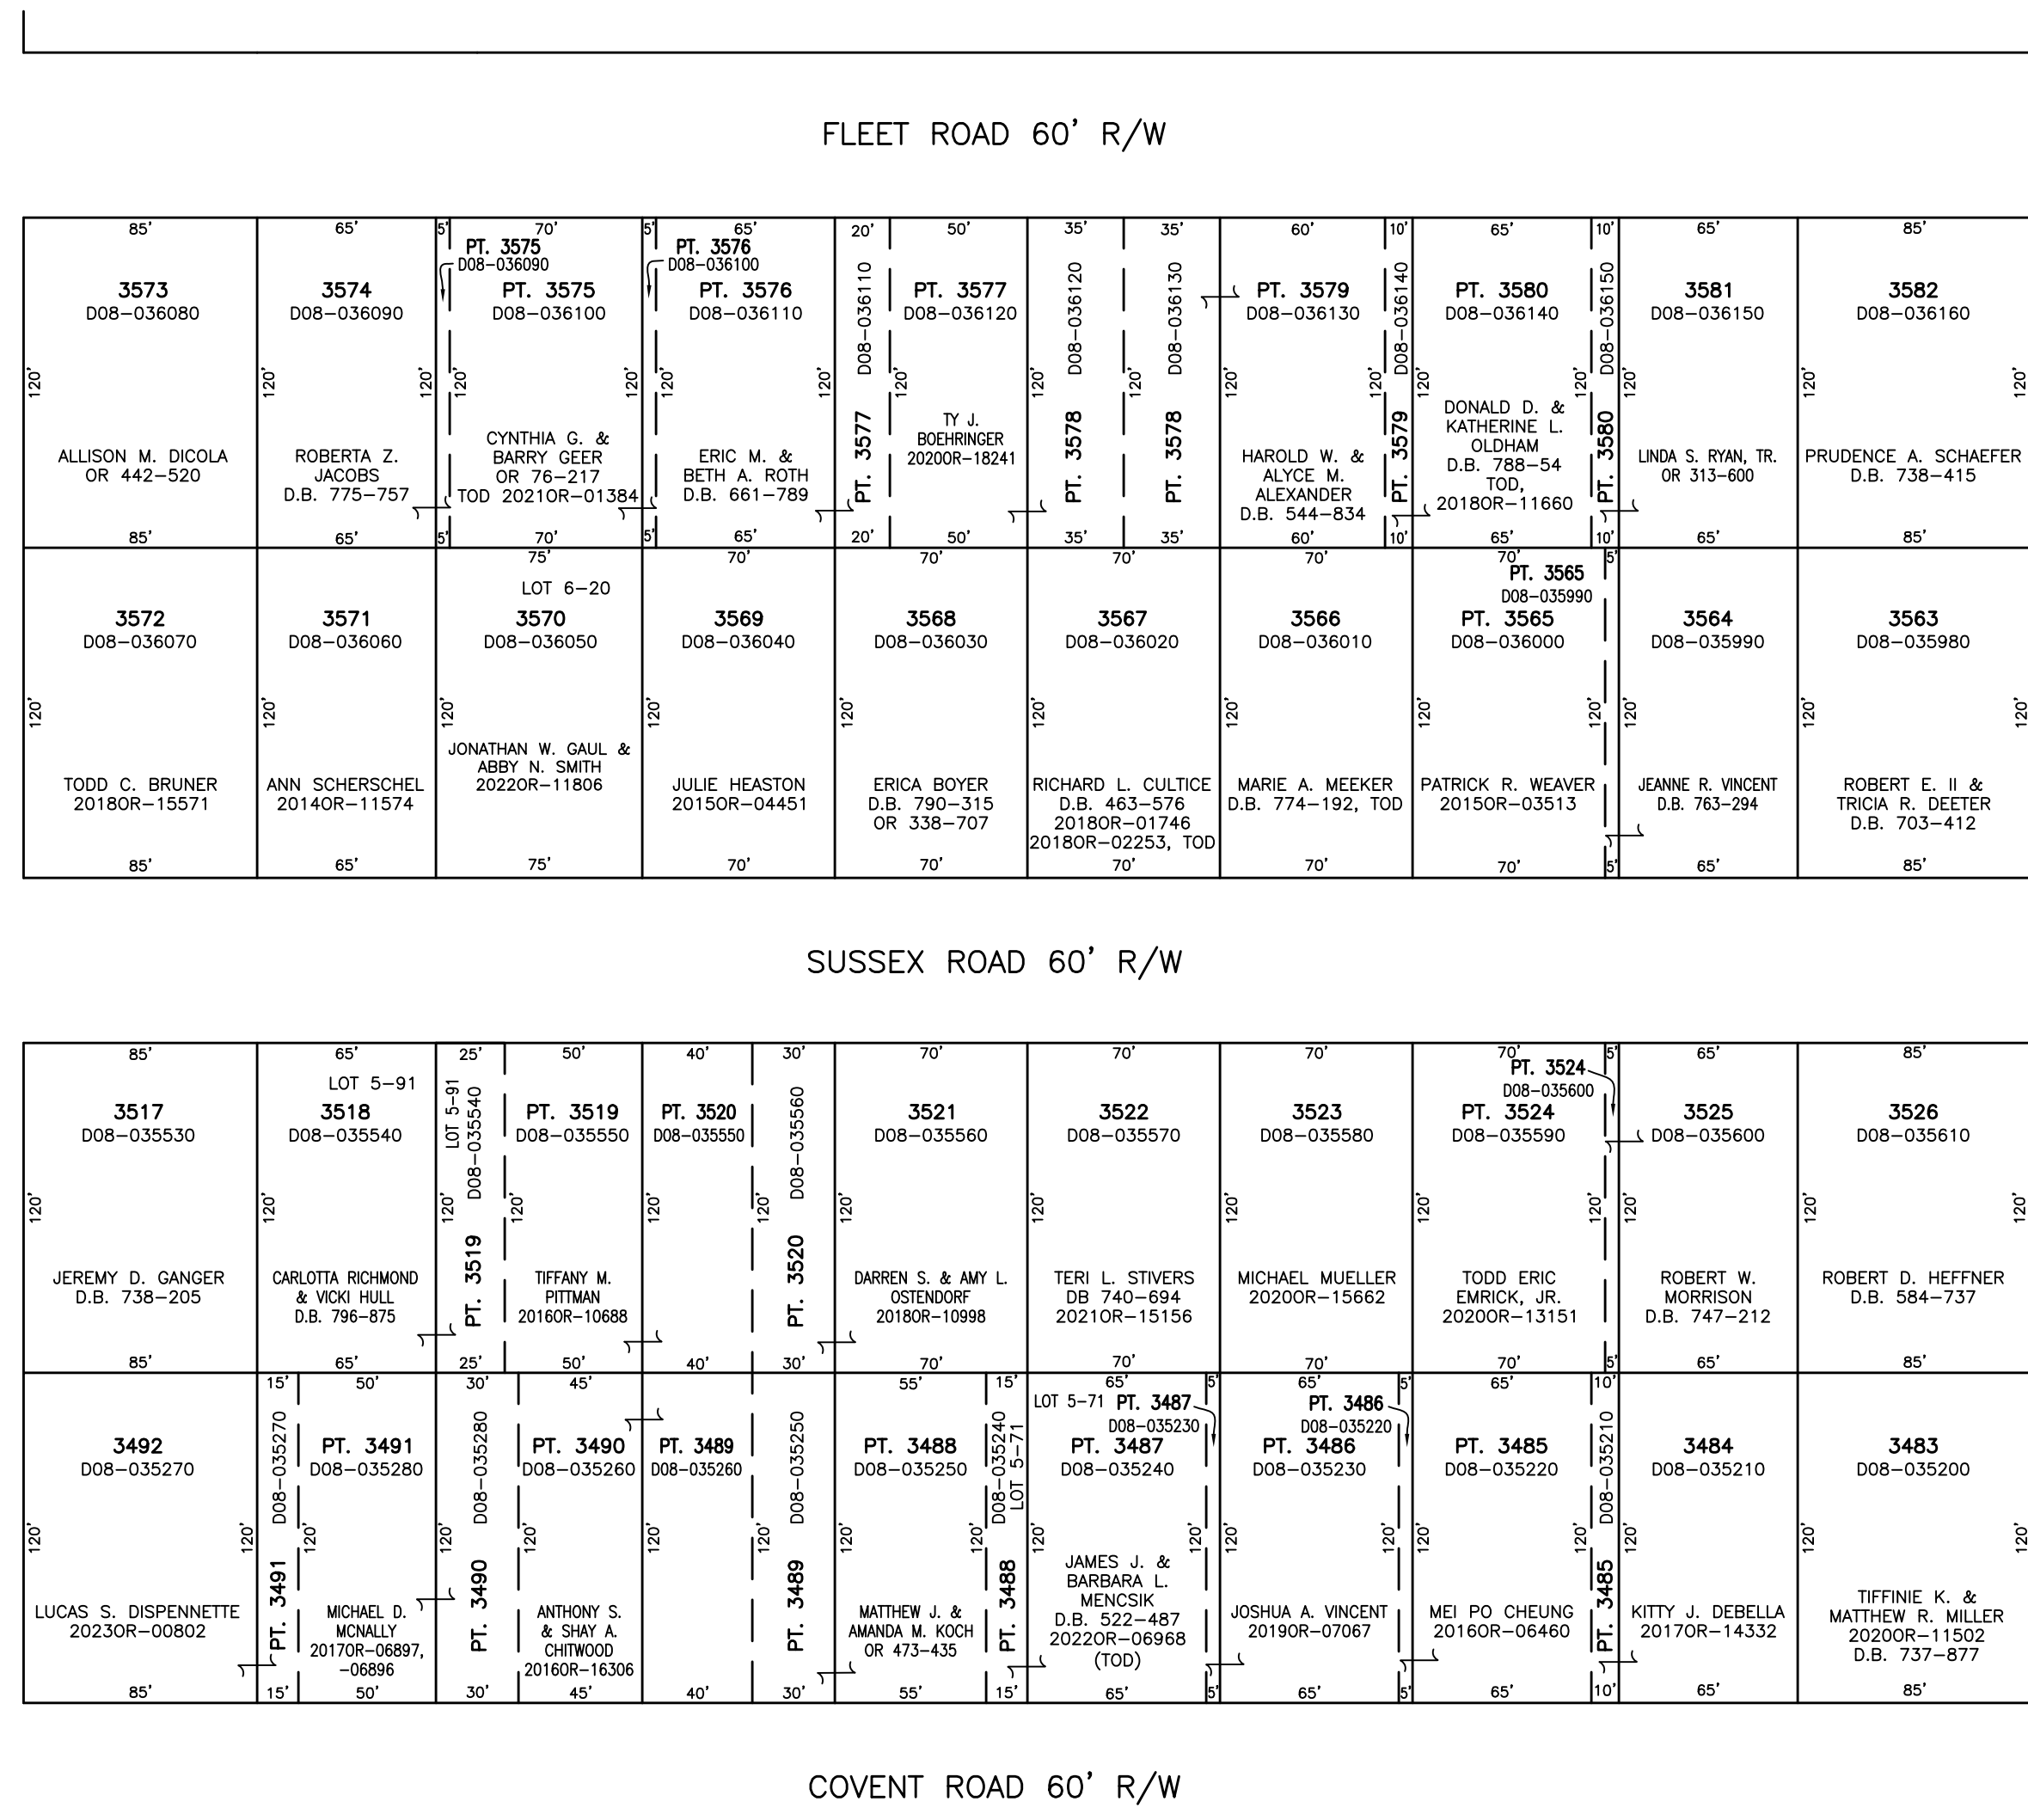 FLEET ROAD 60' R/W
85'
65'
5'
70'
5'
65'
20'
50'
35'
35'
60'
10'
65'
10'
65'
85'
PT. 3575
D08-036090
PT. 3576
D08-036100
3573
D08-036080
120'
ALLISON M. DICOLA
OR 442-520
85'
3574
D08-036090
120'
120'
ROBERTA Z.
JACOBS
D.B. 775-757
65'
5'
PT. 3575
D08-036100
120'
120'
CYNTHIA G. &
BARRY GEER
OR 76-217
TOD 2021OR-01384
70'
5'
PT. 3576
D08-036110
120'
120'
ERIC M. &
BETH A. ROTH
D.B. 661-789
65'
PT. 3577
D08-036110
20'
PT. 3577
D08-036120
120'
TY J.
BOEHRINGER
2020OR-18241
50'
PT. 3578
D08-036120
120'
35'
PT. 3578
D08-036130
120'
35'
PT. 3579
D08-036130
120'
120'
HAROLD W. &
ALYCE M.
ALEXANDER
D.B. 544-834
60'
PT. 3579
D08-036140
10'
PT. 3580
D08-036140
120'
120'
DONALD D. &
KATHERINE L.
OLDHAM
D.B. 788-54
TOD,
2018OR-11660
65'
PT. 3580
D08-036150
10'
3581
D08-036150
120'
LINDA S. RYAN, TR.
OR 313-600
65'
3582
D08-036160
120'
120'
PRUDENCE A. SCHAEFER
D.B. 738-415
85'
3572
D08-036070
120'
TODD C. BRUNER
2018OR-15571
85'
3571
D08-036060
120'
ANN SCHERSCHEL
2014OR-11574
65'
75'
LOT 6-20
3570
D08-036050
120'
JONATHAN W. GAUL &
ABBY N. SMITH
2022OR-11806
75'
70'
3569
D08-036040
120'
JULIE HEASTON
2015OR-04451
70'
70'
3568
D08-036030
120'
ERICA BOYER
D.B. 790-315
OR 338-707
70'
70'
3567
D08-036020
120'
RICHARD L. CULTICE
D.B. 463-576
2018OR-01746
2018OR-02253, TOD
70'
70'
3566
D08-036010
120'
MARIE A. MEEKER
D.B. 774-192, TOD
70'
70'
5'
PT. 3565
D08-035990
PT. 3565
D08-036000
120'
120'
PATRICK R. WEAVER
2015OR-03513
70'
5'
3564
D08-035990
120'
JEANNE R. VINCENT
D.B. 763-294
65'
3563
D08-035980
120'
120'
ROBERT E. II &
TRICIA R. DEETER
D.B. 703-412
85'
SUSSEX ROAD 60' R/W
85'
3517
D08-035530
120'
JEREMY D. GANGER
D.B. 738-205
85'
65'
LOT 5-91
3518
D08-035540
120'
CARLOTTA RICHMOND
& VICKI HULL
D.B. 796-875
65'
25'
LOT 5-91
PT. 3519
D08-035540
120'
25'
50'
PT. 3519
D08-035550
120'
TIFFANY M.
PITTMAN
2016OR-10688
50'
40'
PT. 3520
D08-035550
120'
40'
30'
PT. 3520
D08-035560
120'
30'
70'
3521
D08-035560
120'
DARREN S. & AMY L.
OSTENDORF
2018OR-10998
70'
70'
3522
D08-035570
120'
TERI L. STIVERS
DB 740-694
2021OR-15156
70'
70'
3523
D08-035580
120'
MICHAEL MUELLER
2020OR-15662
70'
70'
5'
PT. 3524
D08-035600
PT. 3524
D08-035590
120'
120'
TODD ERIC
EMRICK, JR.
2020OR-13151
70'
5'
65'
3525
D08-035600
120'
ROBERT W.
MORRISON
D.B. 747-212
65'
85'
3526
D08-035610
120'
120'
ROBERT D. HEFFNER
D.B. 584-737
85'
3492
D08-035270
120'
120'
LUCAS S. DISPENNETTE
2023OR-00802
85'
15'
PT. 3491
D08-035270
15'
50'
PT. 3491
D08-035280
120'
MICHAEL D.
MCNALLY
2017OR-06897,
-06896
50'
30'
PT. 3490
D08-035280
120'
30'
45'
PT. 3490
D08-035260
120'
ANTHONY S.
& SHAY A.
CHITWOOD
2016OR-16306
45'
PT. 3489
D08-035260
120'
40'
PT. 3489
D08-035250
120'
30'
55'
PT. 3488
D08-035250
120'
120'
MATTHEW J. &
AMANDA M. KOCH
OR 473-435
55'
15'
PT. 3488
D08-035240
LOT 5-71
15'
65'
5'
LOT 5-71
PT. 3487
D08-035230
PT. 3487
D08-035240
120'
120'
JAMES J. &
BARBARA L.
MENCSIK
D.B. 522-487
2022OR-06968
(TOD)
65'
5'
65'
5'
PT. 3486
D08-035220
PT. 3486
D08-035230
120'
120'
JOSHUA A. VINCENT
2019OR-07067
65'
5'
65'
PT. 3485
D08-035220
120'
120'
MEI PO CHEUNG
2016OR-06460
65'
10'
PT. 3485
D08-035210
10'
3484
D08-035210
120'
KITTY J. DEBELLA
2017OR-14332
65'
3483
D08-035200
120'
120'
TIFFINIE K. &
MATTHEW R. MILLER
2020OR-11502
D.B. 737-877
85'
COVENT ROAD 60' R/W